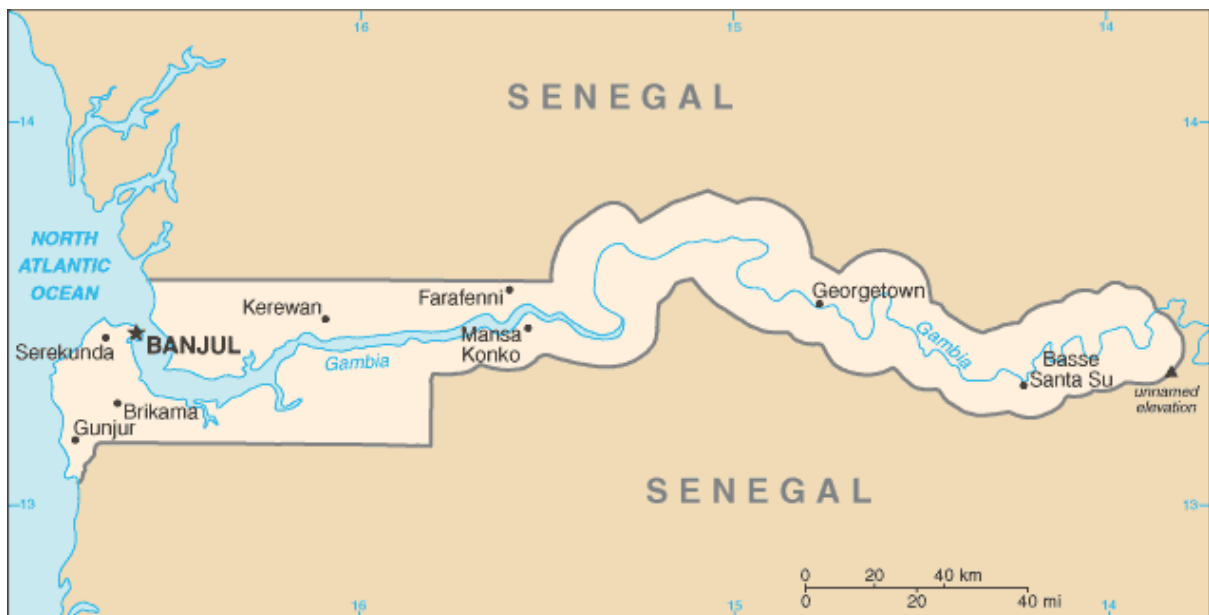 16
15
14
SENEGAL
14
14
NORTH
ATLANTIC
OCEAN
Georgetown
Farafenni
Kerewan
BANJUL
Serekunda
Mansa
Konko
Gambia
Gambia
Basse
Santa Su
unnamed
elevation
Brikama
Gunjur
SENEGAL
13
13
0 20 40 km
0 20 40 mi
16
15
14